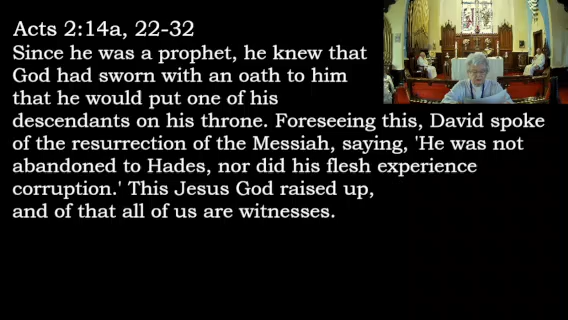 Acts 2:14a, 22-32
Since he was a prophet, he knew that
God had sworn with an oath to him
that he would put one of his
descendants on his throne. Foreseeing this, David spoke
of the resurrection of the Messiah, saying, 'He was not
abandoned to Hades, nor did his flesh experience
corruption.' This Jesus God raised up,
and of that all of us are witnesses.